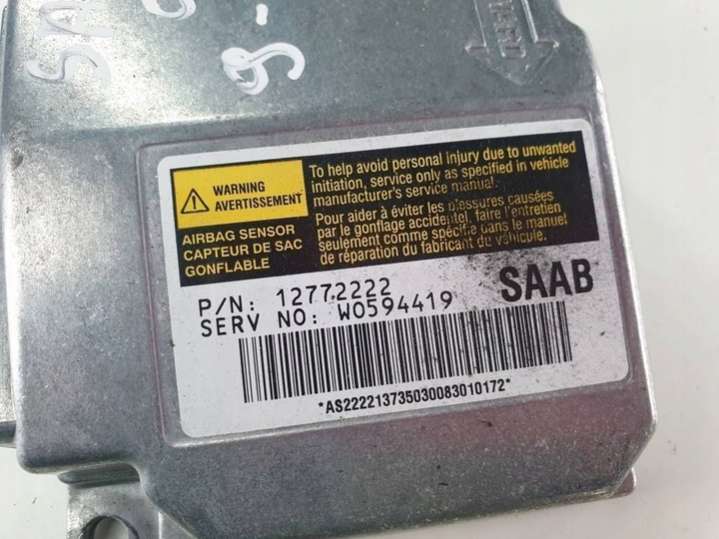 WARNING
AVERTISSEMENT
AIRBAG SENSOR
CAPTEUR DE SAC
GONFLABLE
To help avoid personal injury due to unwanted
initiation, service only as specified in vehicle
manufacturer's service manual.
Pour aider à éviter les blessures causées
par le gonflage accidentel, faire l'entretien
seulement comme spécifié dans le manuel
de réparation du fabricant du véhicule.
P/N: 12772222
SERV NO: W0594419
SAAB
*AS222213735030083010172*